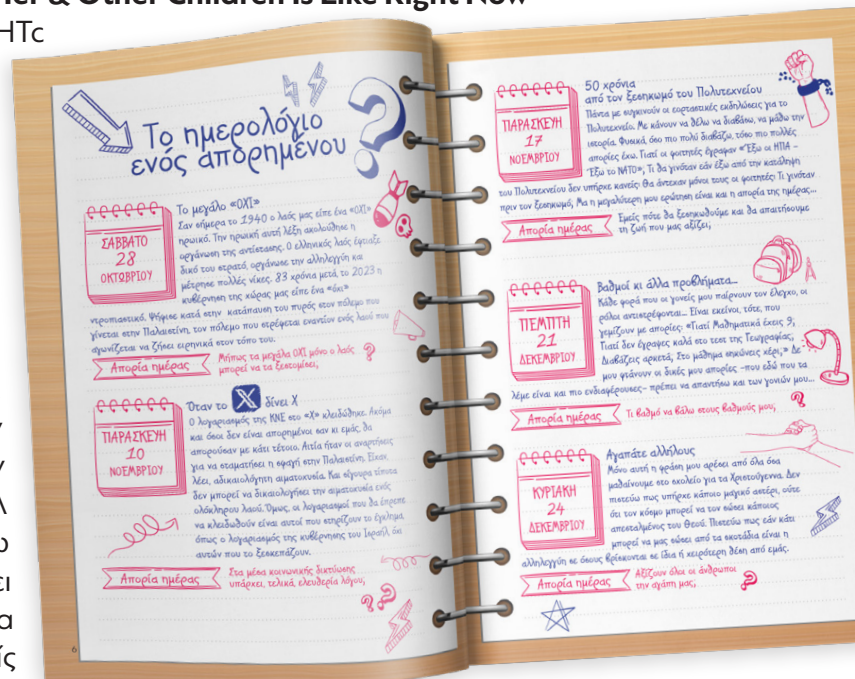 & Other Children Is Like Right Now
HTc
Το ημερολόγιο
ενός απορημένου
ΣΑΒΒΑΤΟ
28
ΟΚΤΩΒΡΙΟΥ
Το μεγάλο «ΟΧΙ»
Σαν σήμερα το 1940 ο λαός μας είπε ένα «ΟΧΙ»
ηρωικό. Την ηρωική αυτή λέξη ακολούθησε η
οργάνωση της αντίστασης. Ο ελληνικός λαός έφτιαξε
δικό του στρατό, οργάνωσε την αλληλεγγύη και
μέτρησε πολλές νίκες. 83 χρόνια μετά, το 2023 η
κυβέρνηση της χώρας μας είπε ένα «όχι»
ντροπιαστικό. Ψήφισε κατά στην κατάπαυση του πυρός στον πόλεμο που
γίνεται στην Παλαιστίνη, τον πόλεμο που στρέφεται εναντίον ενός λαού που
αγωνίζεται να ζήσει ειρηνικά στον τόπο του.
Απορία ημέρας
Μήπως τα μεγάλα ΟΧΙ μόνο ο λαός
μπορεί να τα ξεστομίσει;
ΠΑΡΑΣΚΕΥΗ
10
ΝΟΕΜΒΡΙΟΥ
Όταν το X δίνει Χ
Ο λογαριασμός της ΚΝΕ στο «Χ» κλειδώθηκε. Ακόμα
και όσοι δεν είναι απορημένοι σαν κι εμάς, θα
απορούσαν με κάτι τέτοιο. Αιτία ήταν οι αναρτήσεις
για να σταματήσει η σφαγή στην Παλαιστίνη. Είχαν,
λέει, αδικαιολόγητη αιματοχυσία. Και σίγουρα τίποτα
δεν μπορεί να δικαιολογήσει την αιματοχυσία ενός
ολόκληρου λαού. Όμως, οι λογαριασμοί που θα έπρεπε
να κλειδωθούν είναι αυτοί που στηρίζουν το έγκλημα,
όπως ο λογαριασμός της κυβέρνησης του Ισραήλ όχι
αυτών που το ξεσκεπάζουν.
Απορία ημέρας
Στα μέσα κοινωνικής δικτύωσης
υπάρχει, τελικά, ελευθερία λόγου;
6
ΠΑΡΑΣΚΕΥΗ
17
ΝΟΕΜΒΡΙΟΥ
50 χρόνια
από τον ξεσηκωμό του Πολυτεχνείου
Πάντα με συγκινούν οι εορταστικές εκδηλώσεις για το
Πολυτεχνείο. Με κάνουν να θέλω να διαβάσω, να μάθω την
ιστορία. Φυσικά, όσο πιο πολύ διαβάζω, τόσο πιο πολλές
απορίες έχω. Γιατί οι φοιτητές έγραφαν «Έξω οι ΗΠΑ –
Έξω το ΝΑΤΟ»; Τι θα γινόταν εάν έξω από την κατάληψη
του Πολυτεχνείου δεν υπήρχε κανείς; Θα άντεχαν μόνοι τους οι φοιτητές; Τι γινόταν
πριν τον ξεσηκωμό; Μα η μεγαλύτερη μου ερώτηση είναι και η απορία της ημέρας...
Απορία ημέρας
Εμείς πότε θα ξεσηκωθούμε και θα απαιτήσουμε
τη ζωή που μας αξίζει;
ΠΕΜΠΤΗ
21
ΔΕΚΕΜΒΡΙΟΥ
Βαθμοί κι άλλα προβλήματα...
Κάθε φορά που οι γονείς μου παίρνουν τον έλεγχο, οι
ρόλοι αντιστρέφονται... Είναι εκείνοι, τότε, που
γεμίζουν με απορίες: «Γιατί Μαθηματικά έχεις 9;
Γιατί δεν έγραψες καλά στο τεστ της Γεωγραφίας;
Διαβάζεις αρκετά; Στο μάθημα σηκώνεις χέρι;» Δε
μου φτάνουν οι δικές μου απορίες -που εδώ που τα
λέμε είναι και πιο ενδιαφέρουσες- πρέπει να απαντήσω και των γονιών μου...
Απορία ημέρας
Τι βαθμό να βάλω στους βαθμούς μου;
ΚΥΡΙΑΚΗ
24
ΔΕΚΕΜΒΡΙΟΥ
Αγαπάτε αλλήλους
Μόνο αυτή η φράση μου αρέσει από όλα όσα
μαθαίνουμε στο σχολείο για τα Χριστούγεννα. Δεν
πιστεύω πως υπήρχε κάποιο μαγικό αστέρι, ούτε
ότι τον κόσμο μπορεί να τον σώσει κάποιος
απεσταλμένος του Θεού. Πιστεύω πως εάν κάτι
μπορεί να μας σώσει από τα σκοτάδια είναι η
αλληλεγγύη σε όσους βρίσκονται σε ίδια ή χειρότερη θέση από εμάς.
Απορία ημέρας
Αξίζουν όλοι οι άνθρωποι
την αγάπη μας;
ει
α
ίς